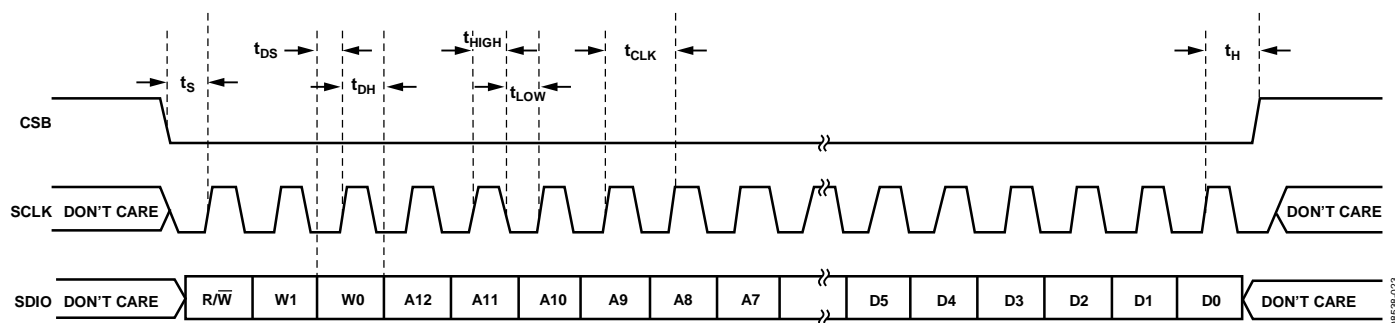 tDS
tHIGH
tCLK
tH
tS
tDH
tLOW
CSB
SCLK DON'T CARE
DON'T CARE
SDIO DON'T CARE R/W̅ W1 W0 A12 A11 A10 A9 A8 A7 D5 D4 D3 D2 D1 D0 DON'T CARE